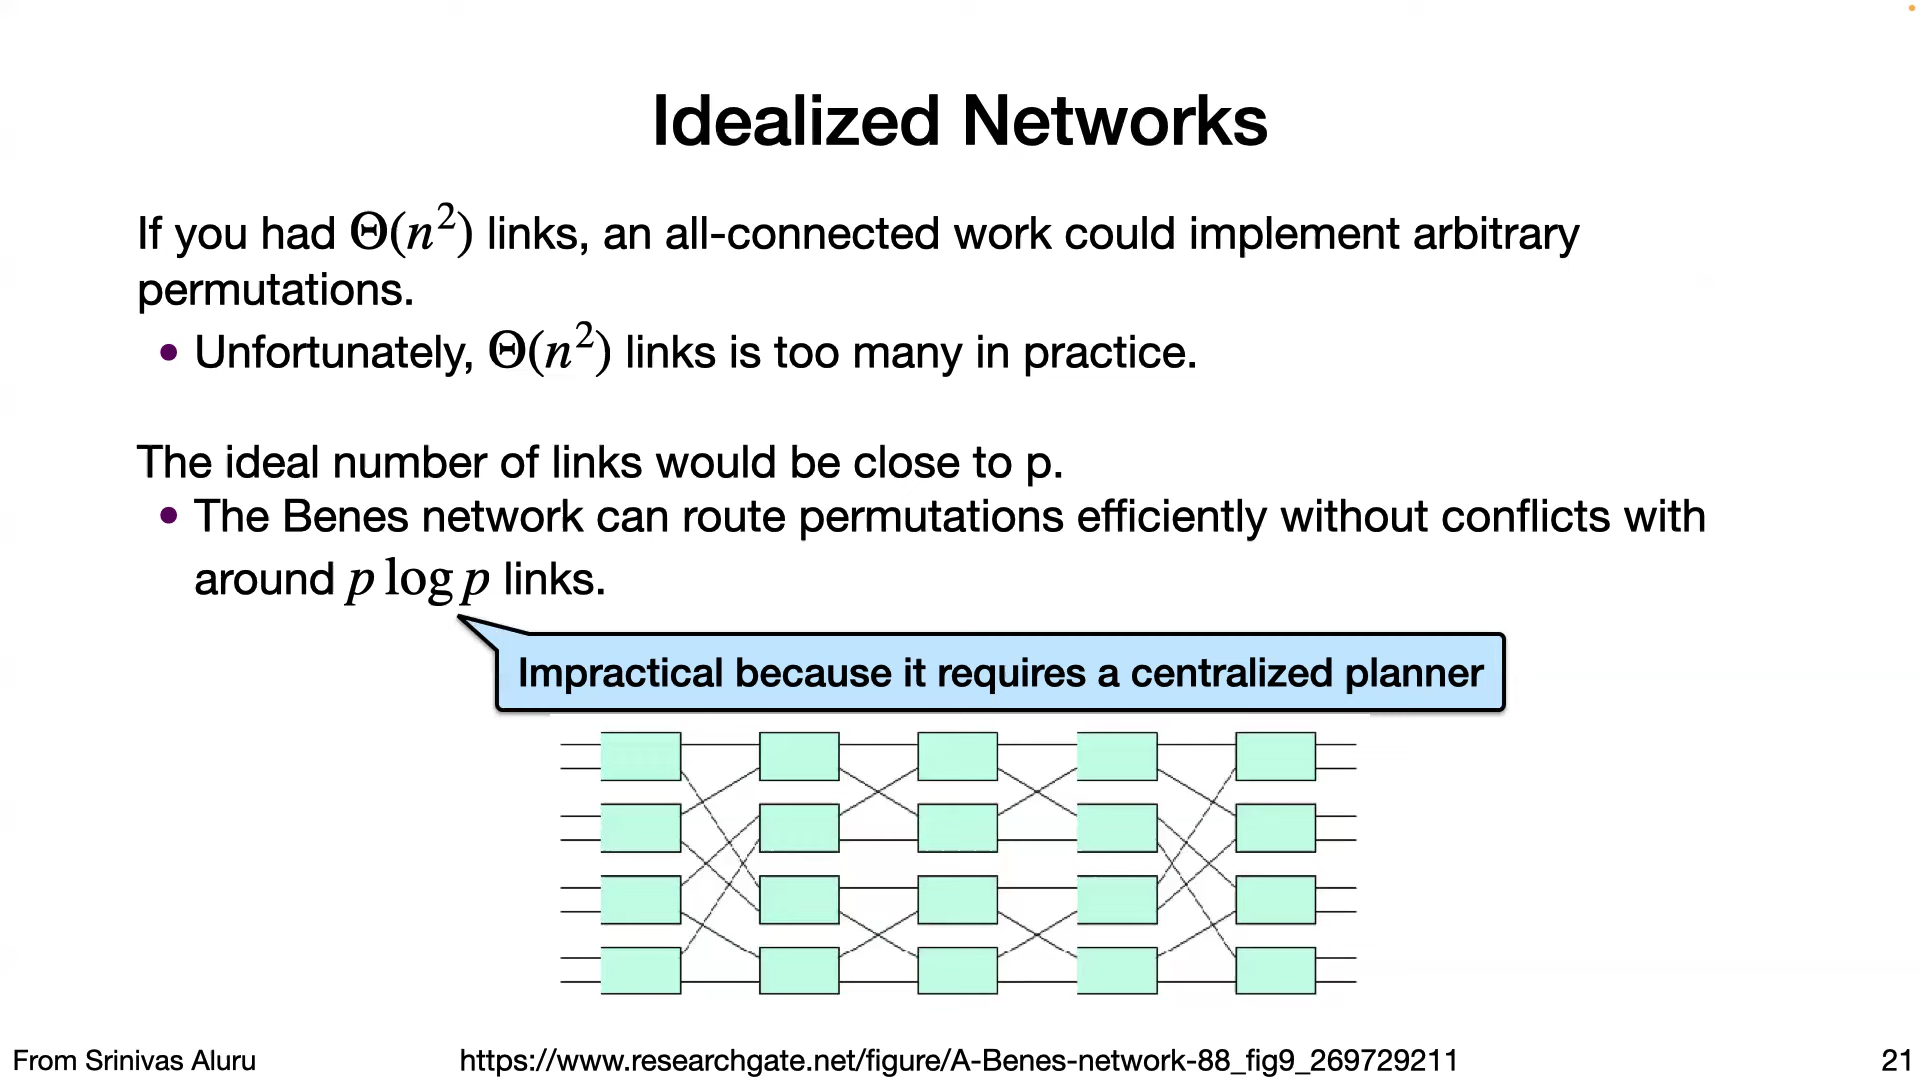 Idealized Networks
If you had Θ(n²) links, an all-connected work could implement arbitrary
permutations.
• Unfortunately, Θ(n²) links is too many in practice.
The ideal number of links would be close to p.
• The Benes network can route permutations efficiently without conflicts with
around p log p links.
Impractical because it requires a centralized planner
From Srinivas Aluru
https://www.researchgate.net/figure/A-Benes-network-88_fig9_269729211
21